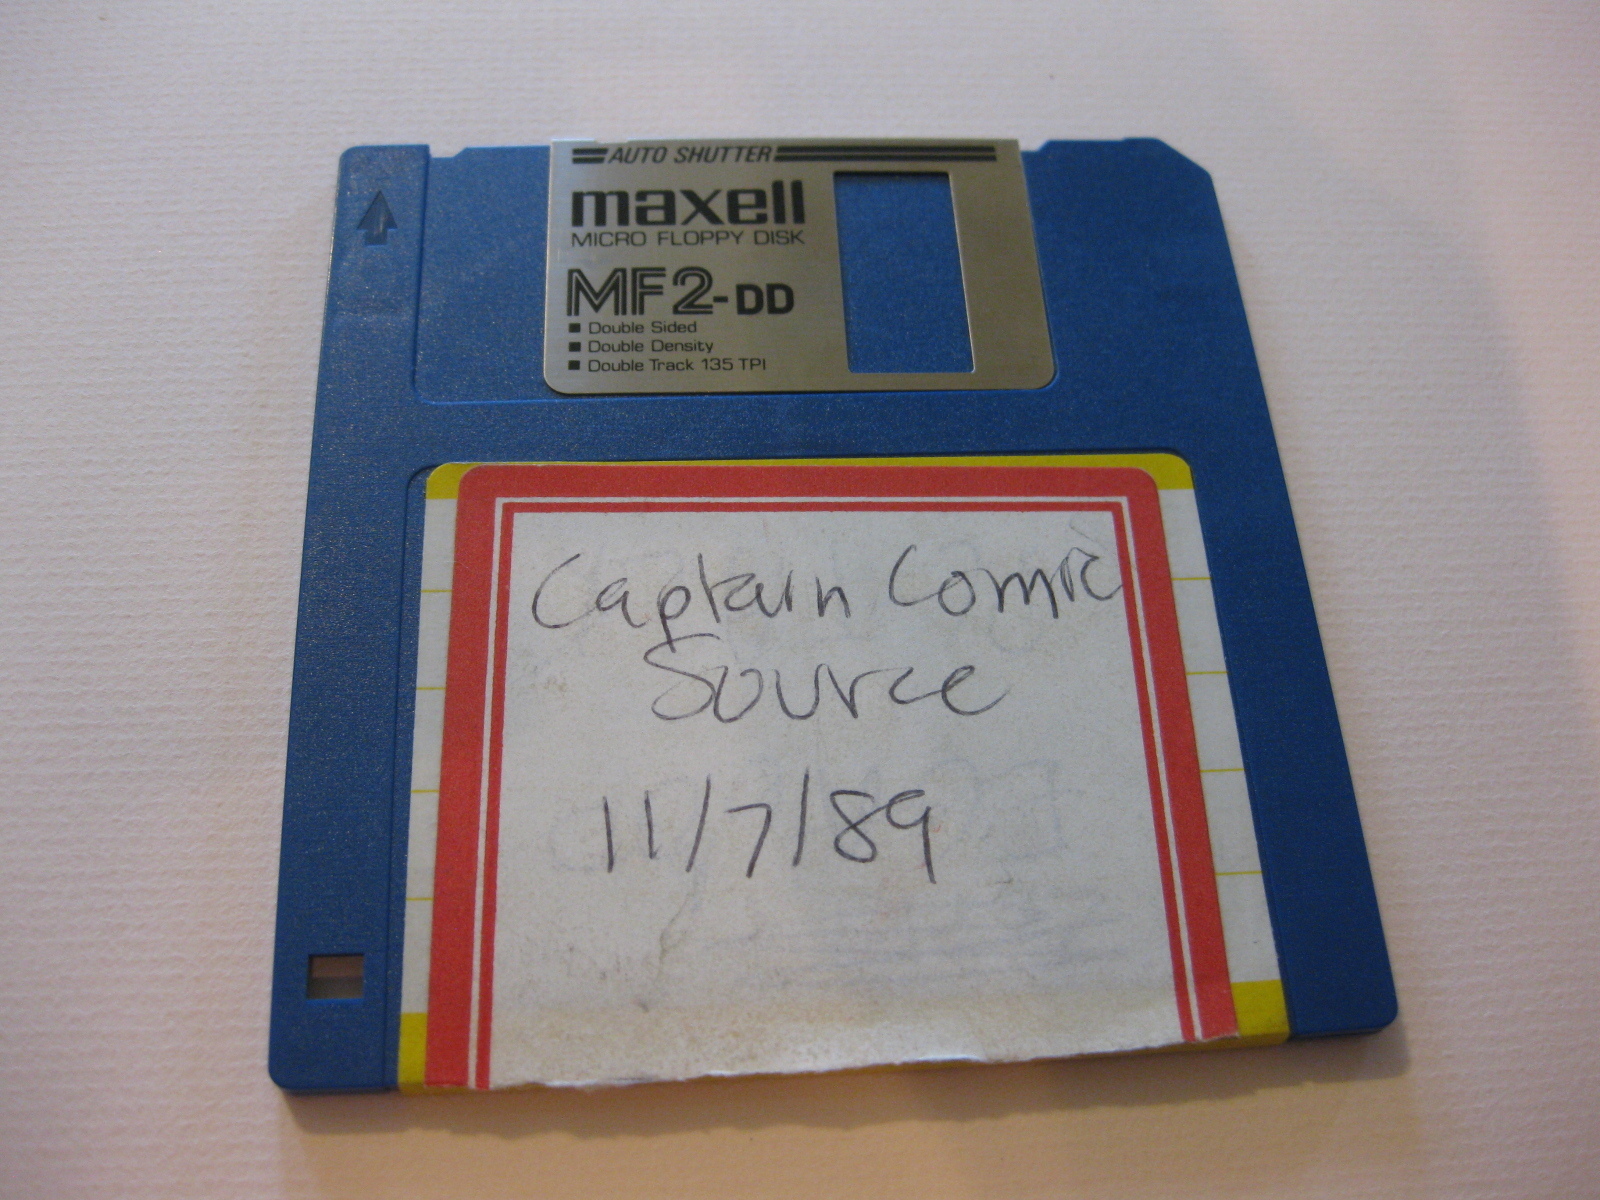 AUTO SHUTTER
maxell
MICRO FLOPPY DISK
MF2-DD
Double Sided
Double Density
Double Track 135 TPI
Captain Comic
Source
11/7/89